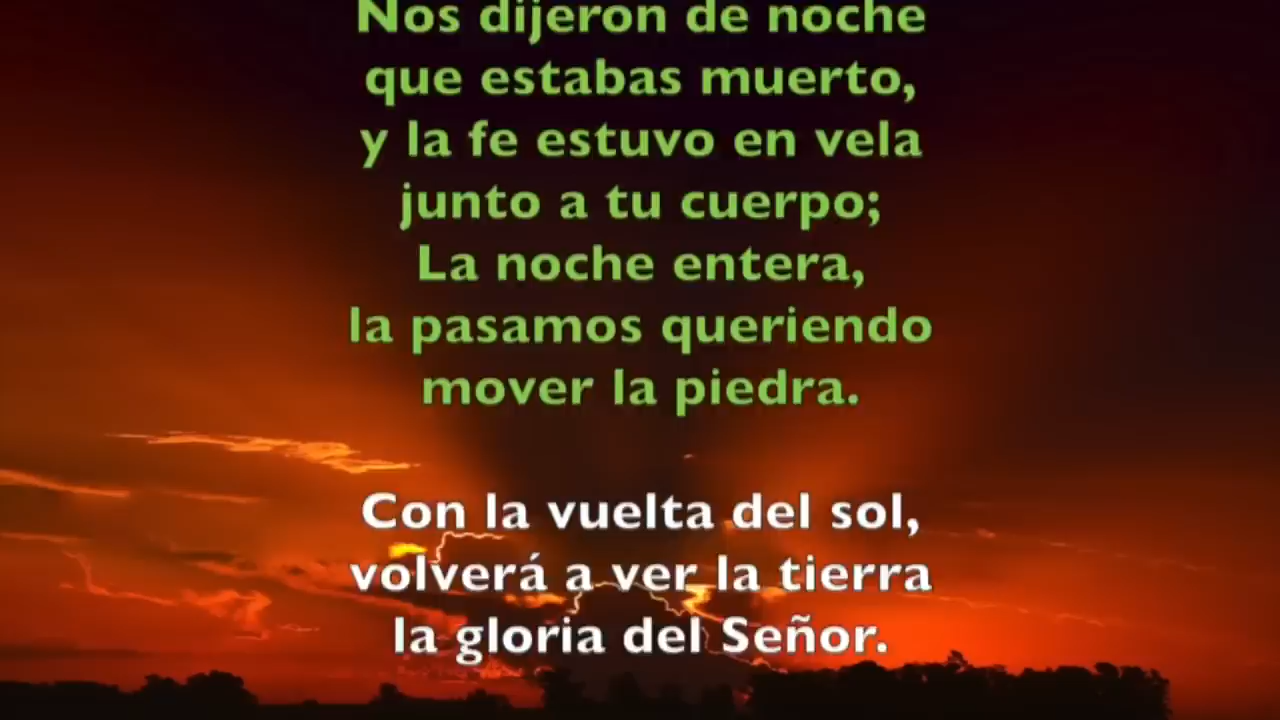 Nos dijeron de noche
que estabas muerto,
y la fe estuvo en vela
junto a tu cuerpo;
La noche entera,
la pasamos queriendo
mover la piedra.
Con la vuelta del sol,
volverá a ver la tierra
la gloria del Señor.